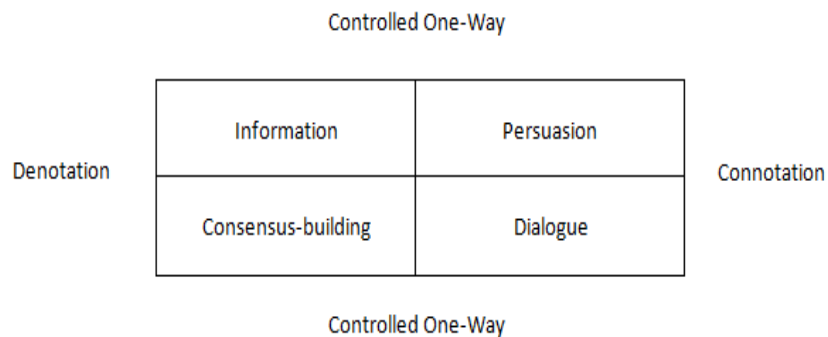 Controlled One-Way
Information
Persuasion
Denotation
Connotation
Consensus-building
Dialogue
Controlled One-Way